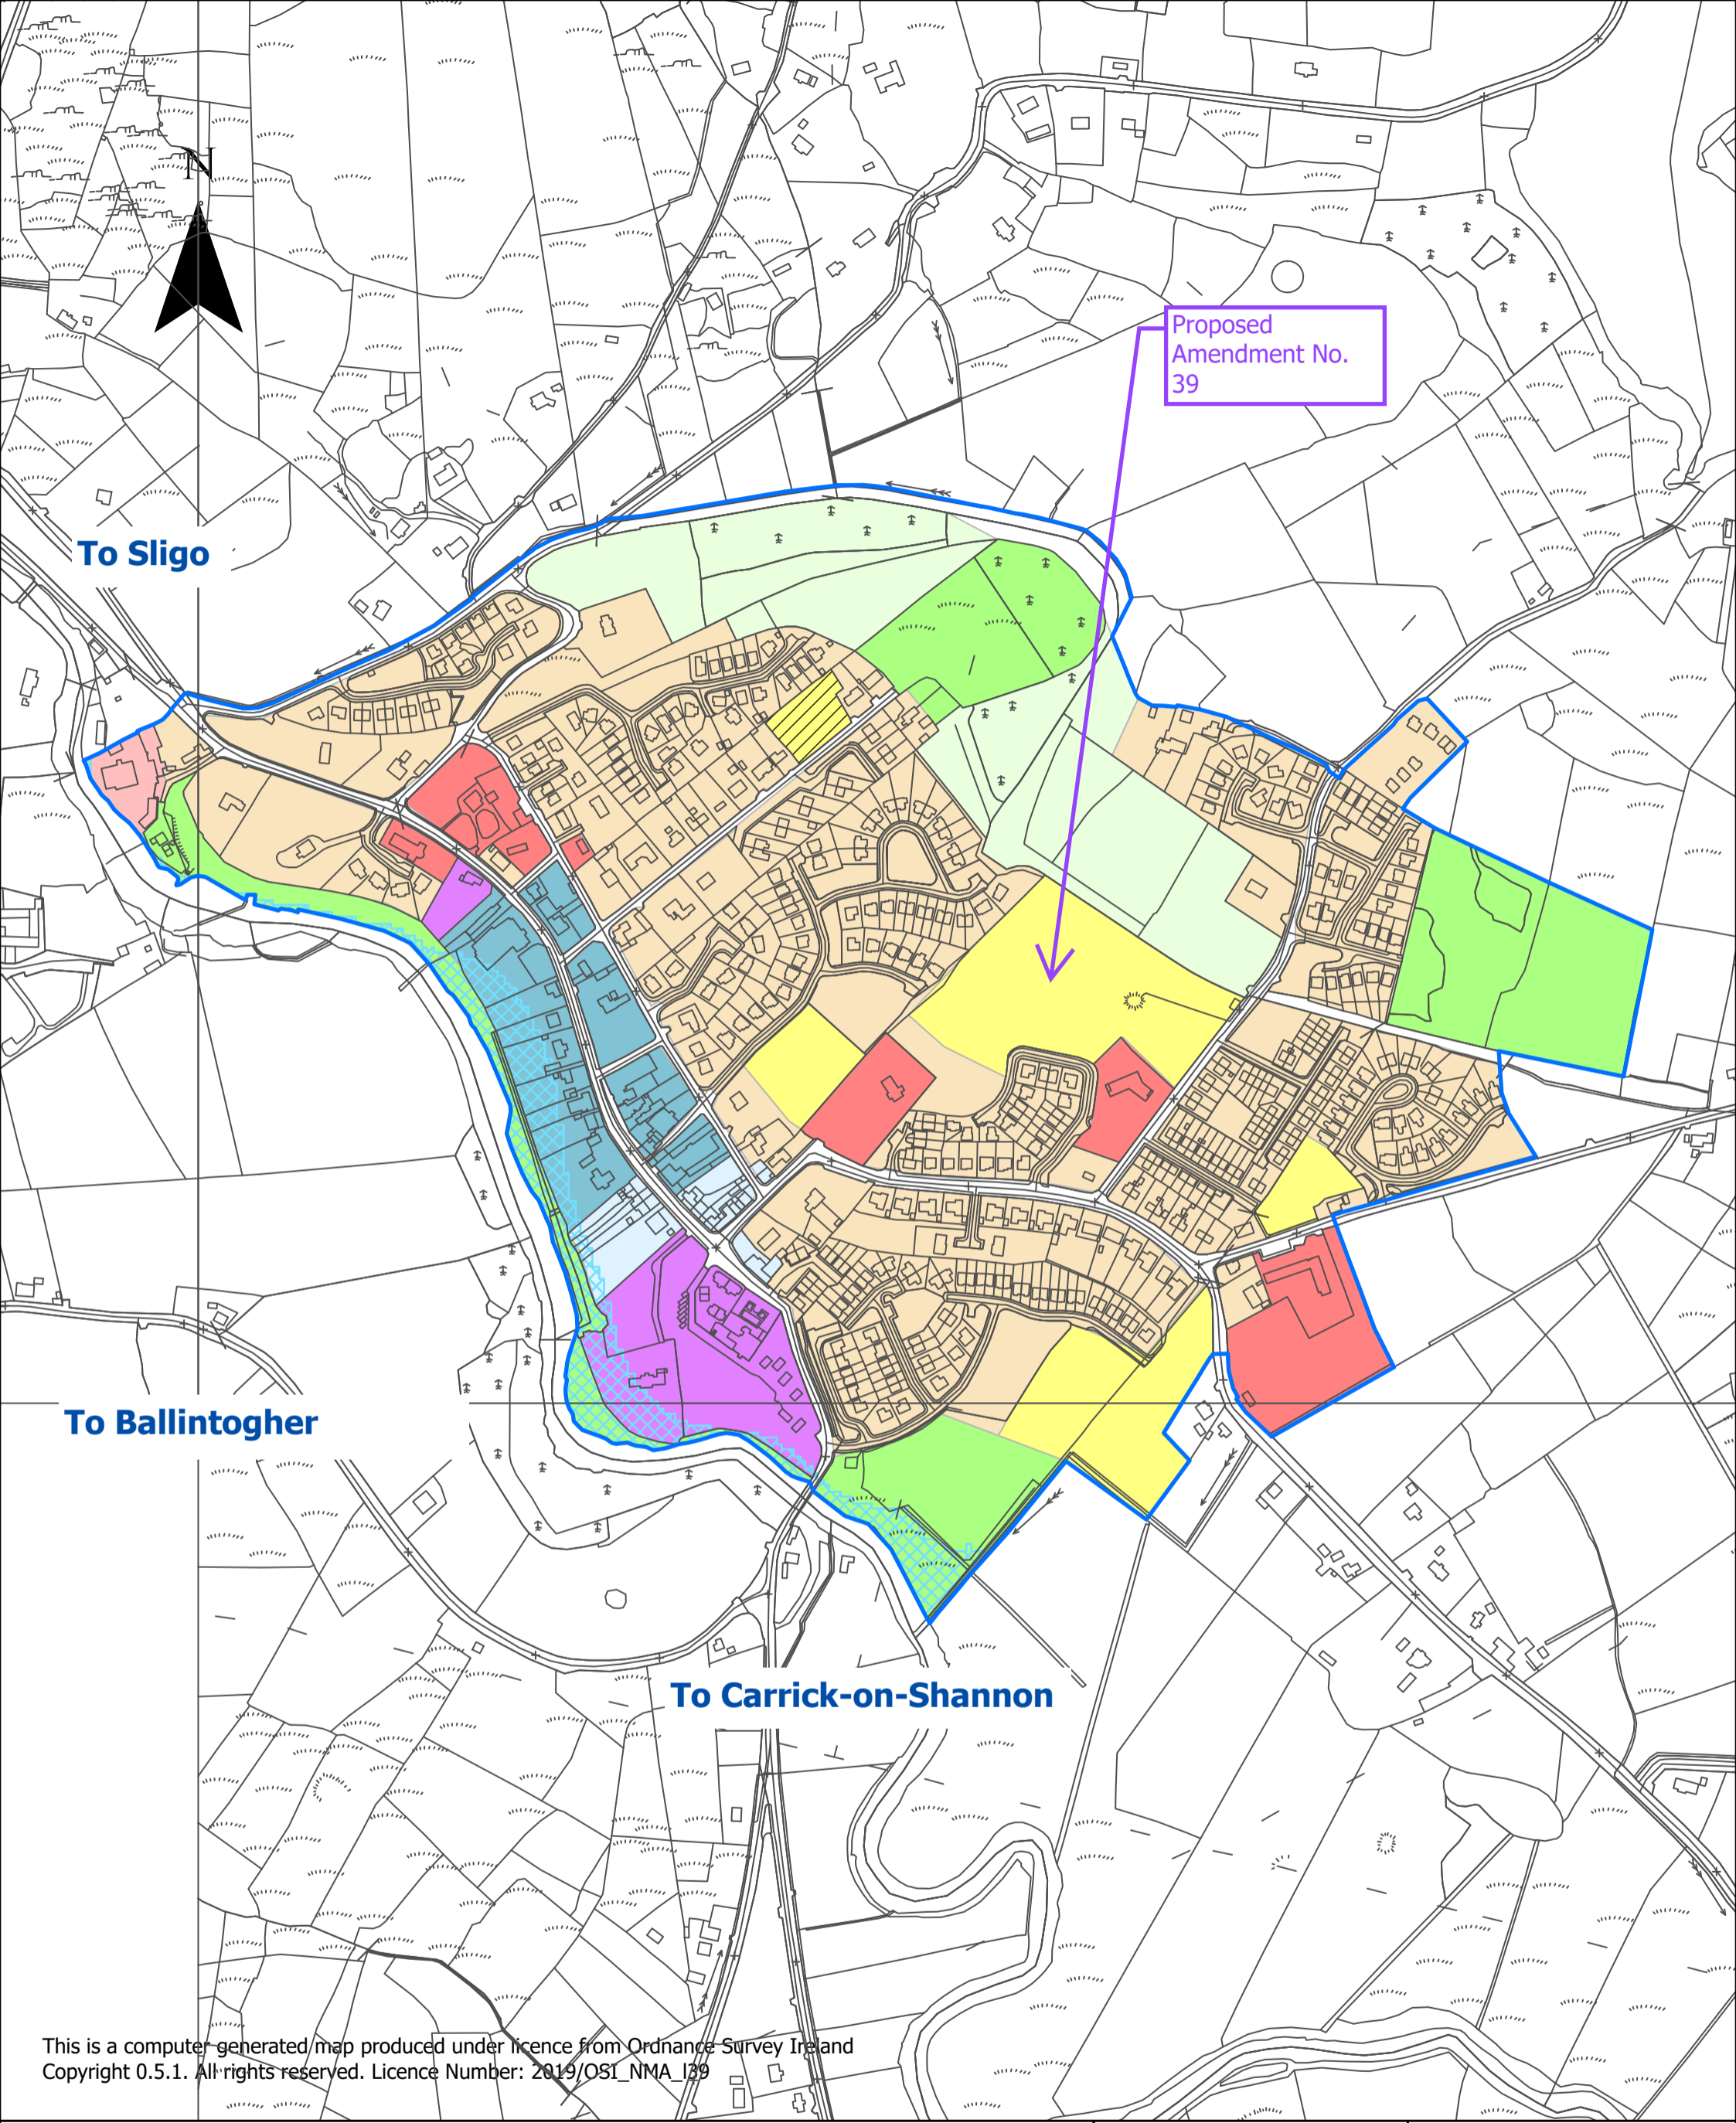 N
Proposed
Amendment No.
39
To Sligo
To Ballintogher
To Carrick-on-Shannon
This is a computer generated map produced under licence from Ordnance Survey Ireland
Copyright 0.5.1. All rights reserved. Licence Number: 2019/OSI_NMA_l39